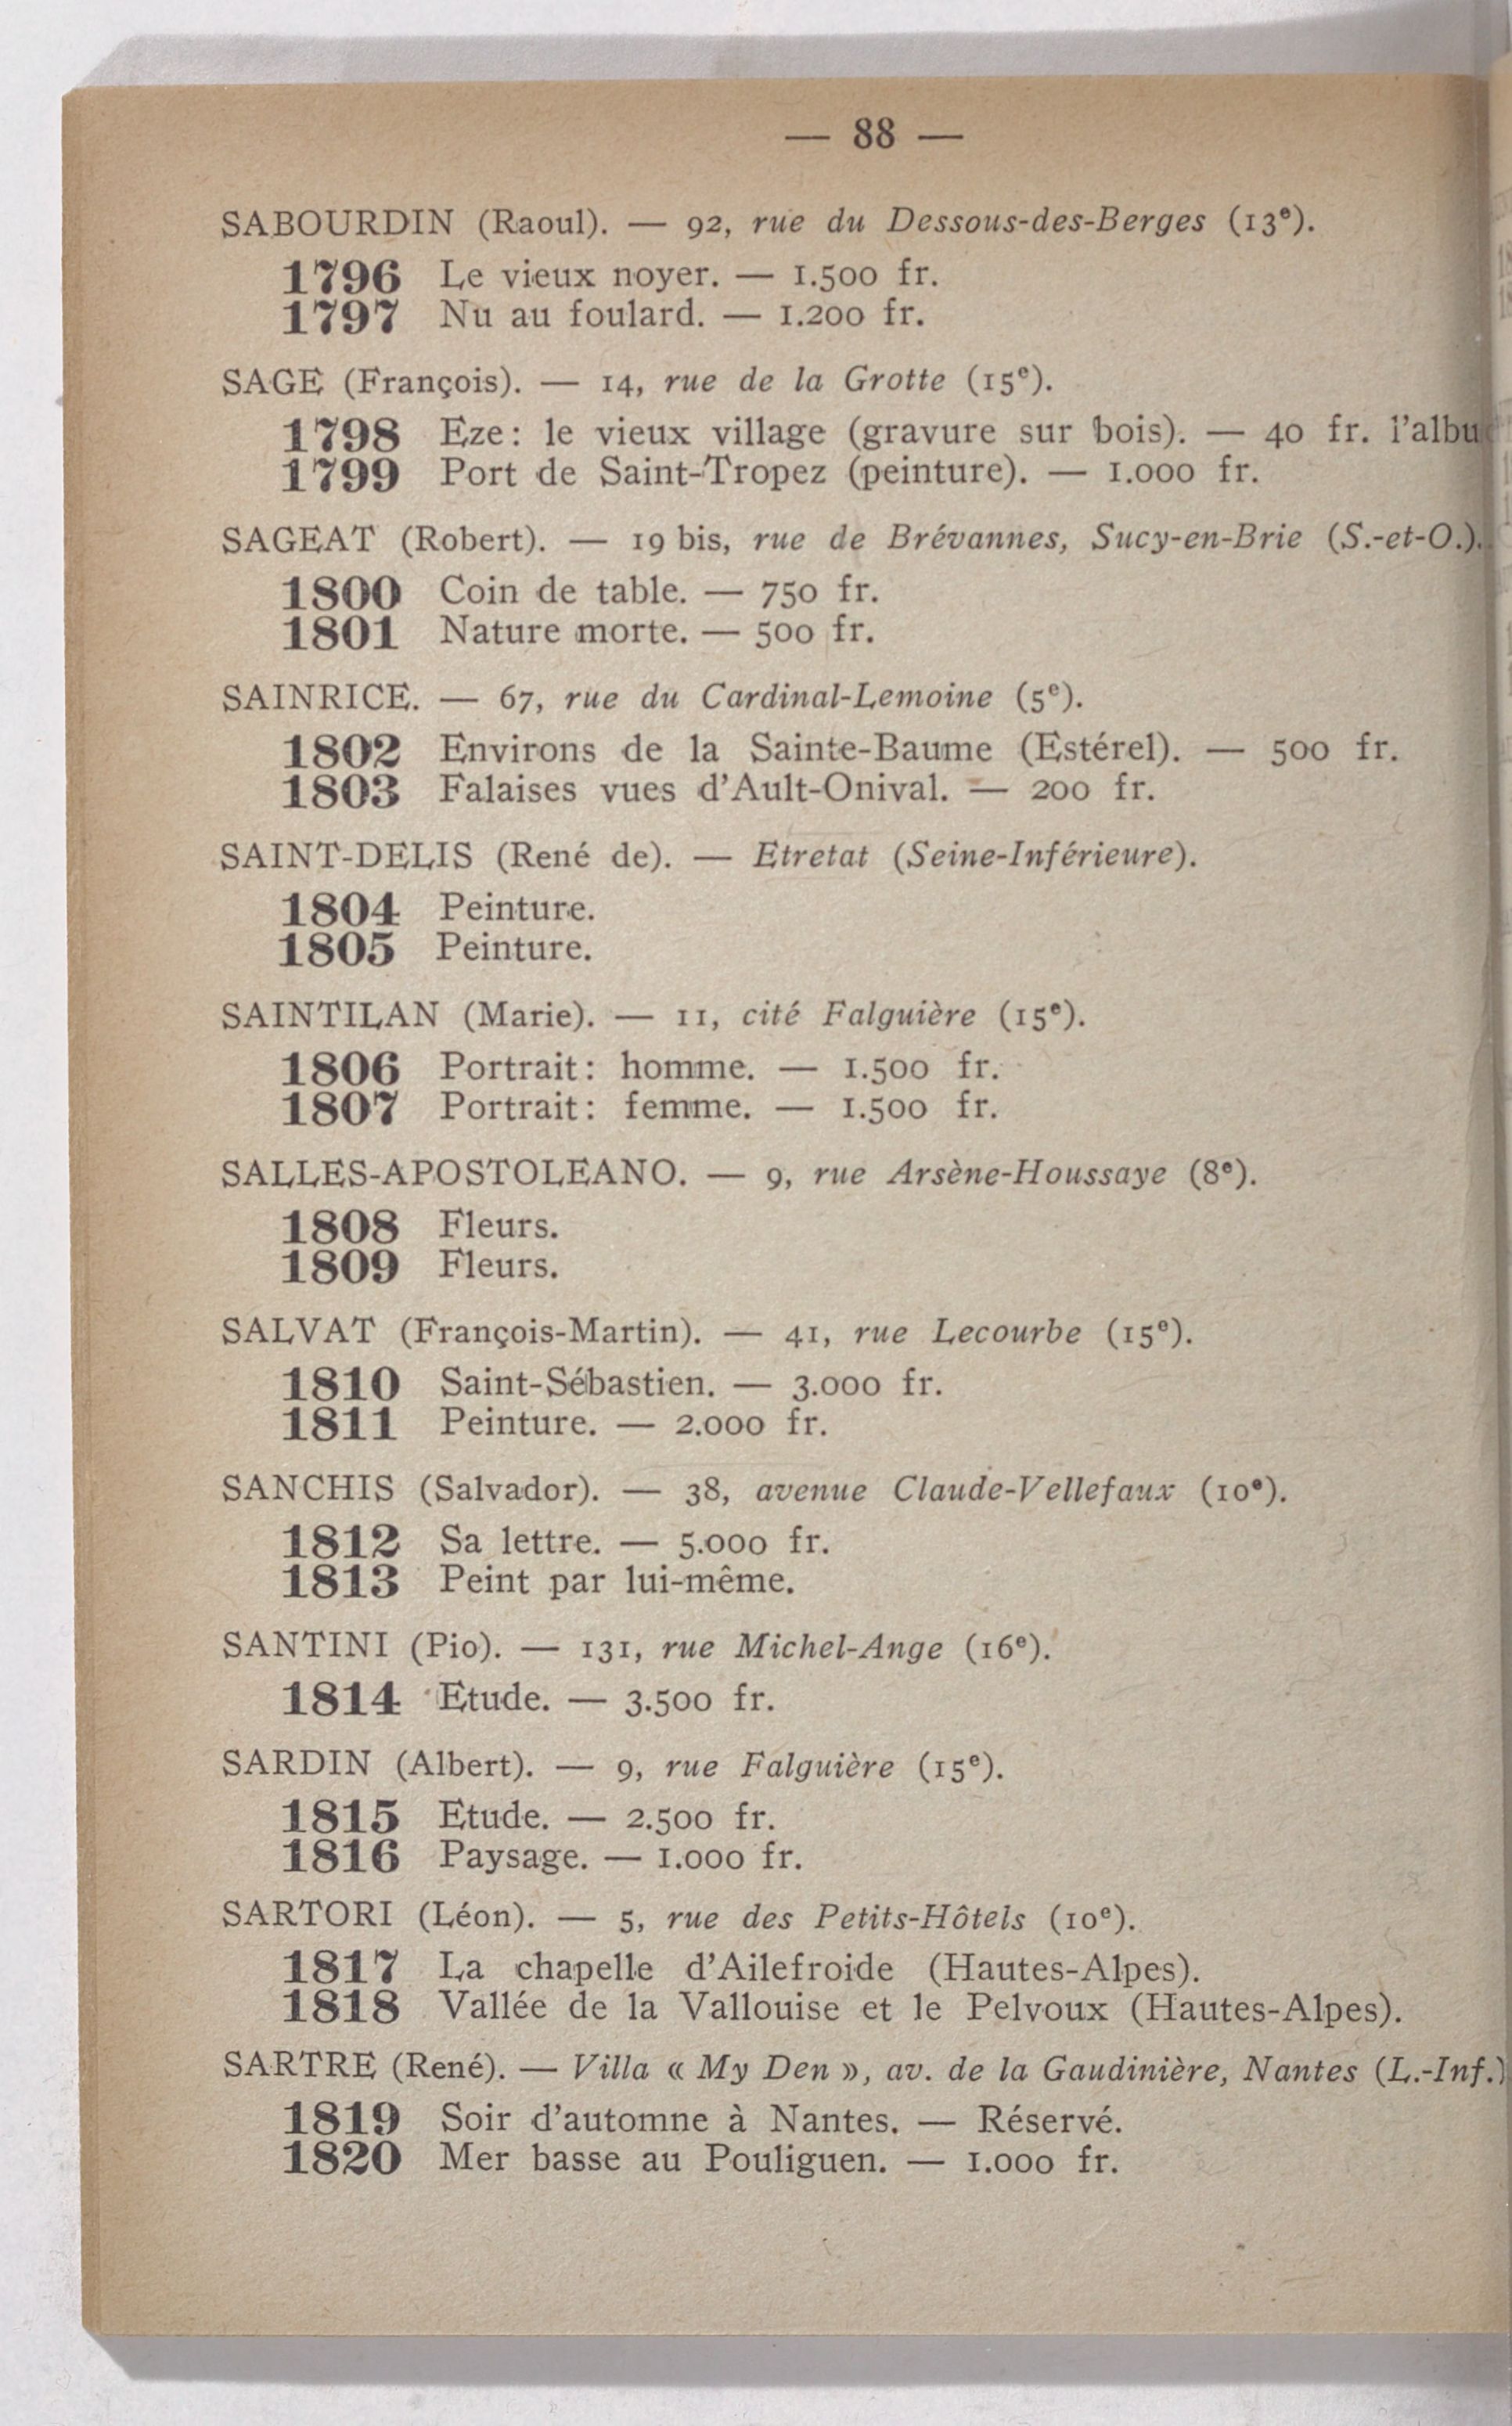 — 88 —
SABOURDIN (Raoul). — 92, rue du Dessous-des-Berges (13e).
1796 Le vieux noyer. — 1.500 fr.
1797 Nu au foulard. — 1.200 fr.
SAGE (François). — 14, rue de la Grotte (15e).
1798 Eze: le vieux village (gravure sur bois). — 40 fr.
1799 Port de Saint-Tropez (peinture). — 1.000 fr.
SAGEAT (Robert). — 19 bis, rue de Brévannes, Sucy-en-Brie (S.-et-O.).
1800 Coin de table. — 750 fr.
1801 Nature morte. — 500 fr.
SAINRICE. — 67, rue du Cardinal-Lemoine (5e).
1802 Environs de la Sainte-Baume (Estérel). — 500 fr.
1803 Falaises vues d'Ault-Onival. — 200 fr.
SAINT-DELIS (René de). — Etretat (Seine-Inférieure).
1804 Peinture.
1805 Peinture.
SAINTILAN (Marie). — 11, cité Falguière (15e).
1806 Portrait: homme. — 1.500 fr.
1807 Portrait: femme. — 1.500 fr.
SALLES-APOSTOLEANO. — 9, rue Arsène-Houssaye (8e).
1808 Fleurs.
1809 Fleurs.
SALVAT (François-Martin). — 41, rue Lecourbe (15e).
1810 Saint-Sébastien. — 3.000 fr.
1811 Peinture. — 2.000 fr.
SANCHIS (Salvador). — 38, avenue Claude-Vellefaux (10e).
1812 Sa lettre. — 5.000 fr.
1813 Peint par lui-même.
SANTINI (Pio). — 131, rue Michel-Ange (16e).
1814 Etude. — 3.500 fr.
SARDIN (Albert). — 9, rue Falguière (15e).
1815 Etude. — 2.500 fr.
1816 Paysage. — 1.000 fr.
SARTORI (Léon). — 5, rue des Petits-Hôtels (10e).
1817 La chapelle d'Ailefroide (Hautes-Alpes).
1818 Vallée de la Vallouise et le Pelvoux (Hautes-Alpes).
SARTRE (René). — Villa « My Den », av. de la Gaudinière, Nantes (L.-Inf.)
1819 Soir d'automne à Nantes. — Réservé.
1820 Mer basse au Pouliguen. — 1.000 fr.